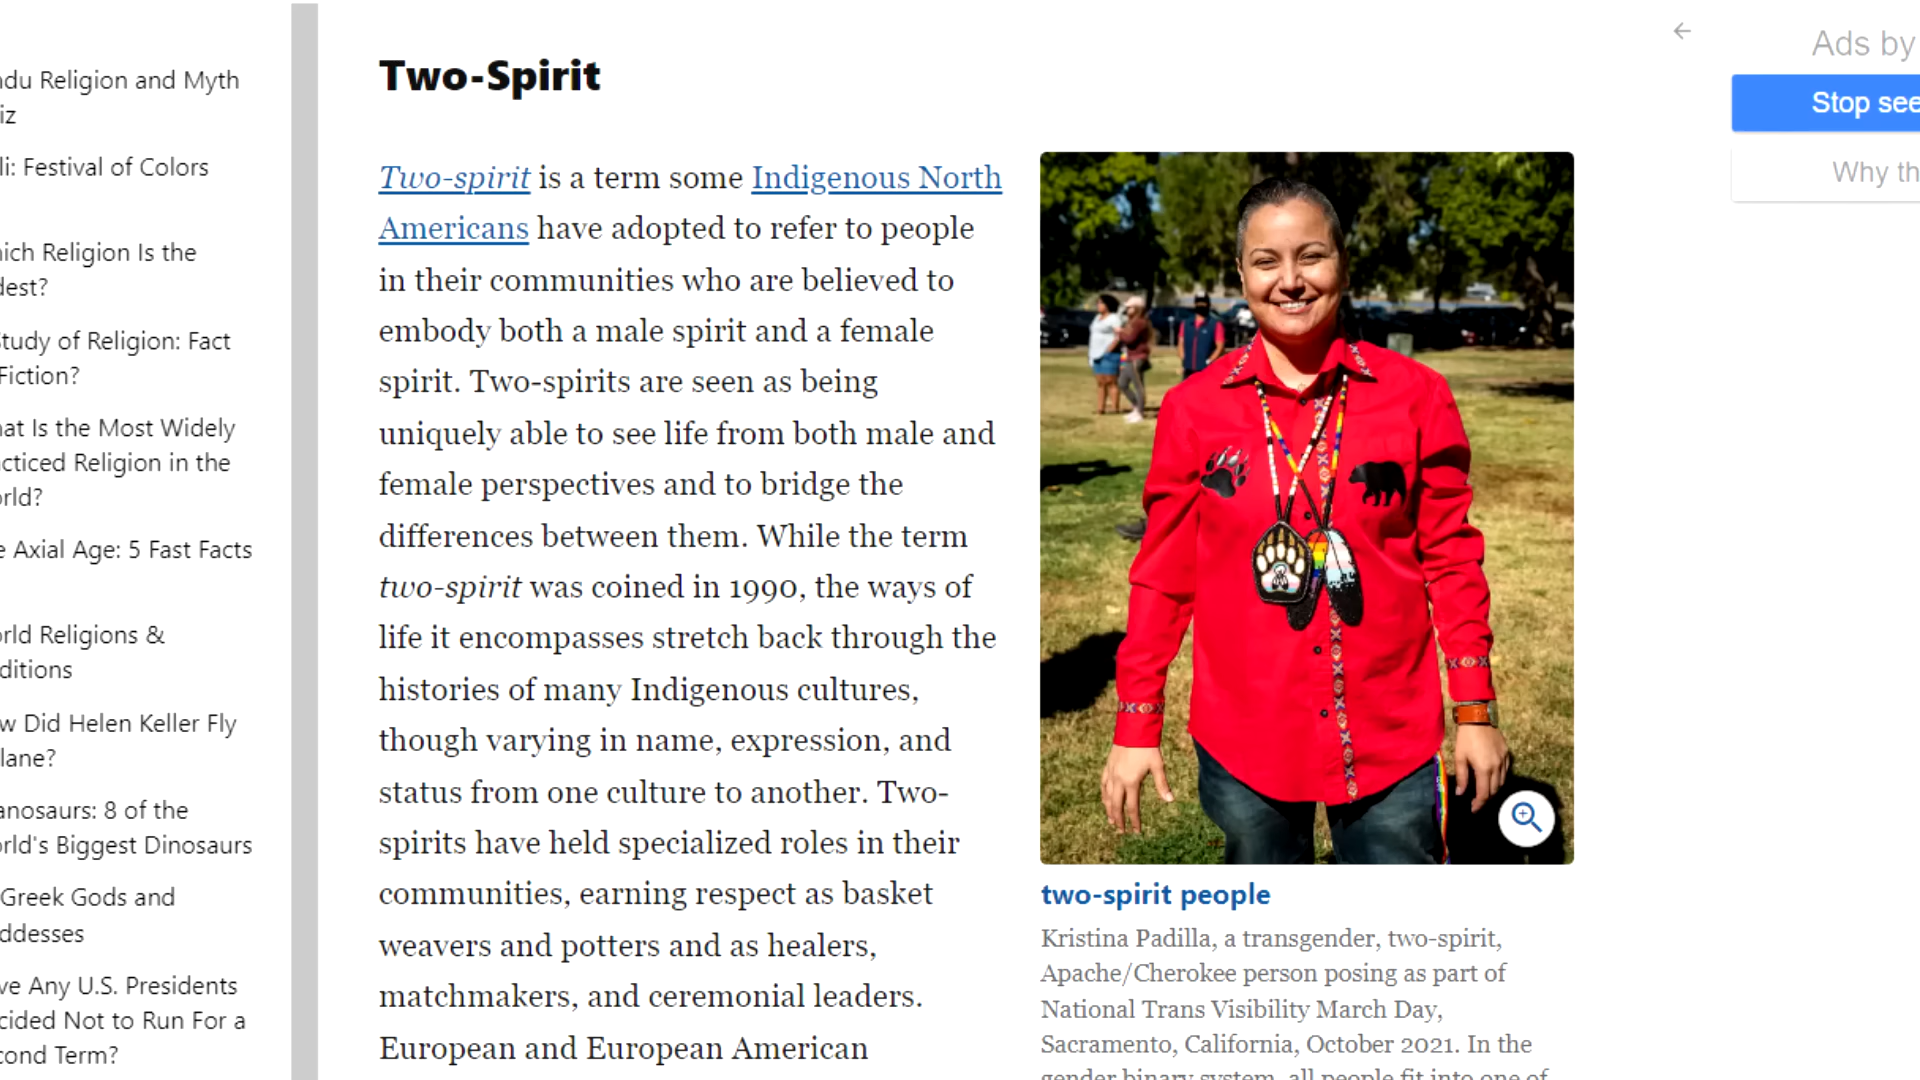 ndu Religion and Myth
iz
li: Festival of Colors
ich Religion Is the
dest?
Study of Religion: Fact
Fiction?
hat Is the Most Widely
acticed Religion in the
orld?
e Axial Age: 5 Fast Facts
orld Religions &
ditions
w Did Helen Keller Fly
lane?
anosaurs: 8 of the
orld's Biggest Dinosaurs
Greek Gods and
ddesses
ve Any U.S. Presidents
cided Not to Run For a
cond Term?
Two-Spirit
Two-spirit is a term some Indigenous North
Americans have adopted to refer to people
in their communities who are believed to
embody both a male spirit and a female
spirit. Two-spirits are seen as being
uniquely able to see life from both male and
female perspectives and to bridge the
differences between them. While the term
two-spirit was coined in 1990, the ways of
life it encompasses stretch back through the
histories of many Indigenous cultures,
though varying in name, expression, and
status from one culture to another. Two-
spirits have held specialized roles in their
communities, earning respect as basket
weavers and potters and as healers,
matchmakers, and ceremonial leaders.
European and European American
two-spirit people
Kristina Padilla, a transgender, two-spirit,
Apache/Cherokee person posing as part of
National Trans Visibility March Day,
Sacramento, California, October 2021. In the
gender binary system, all people fit into one of
Ads by
Stop see
Why th